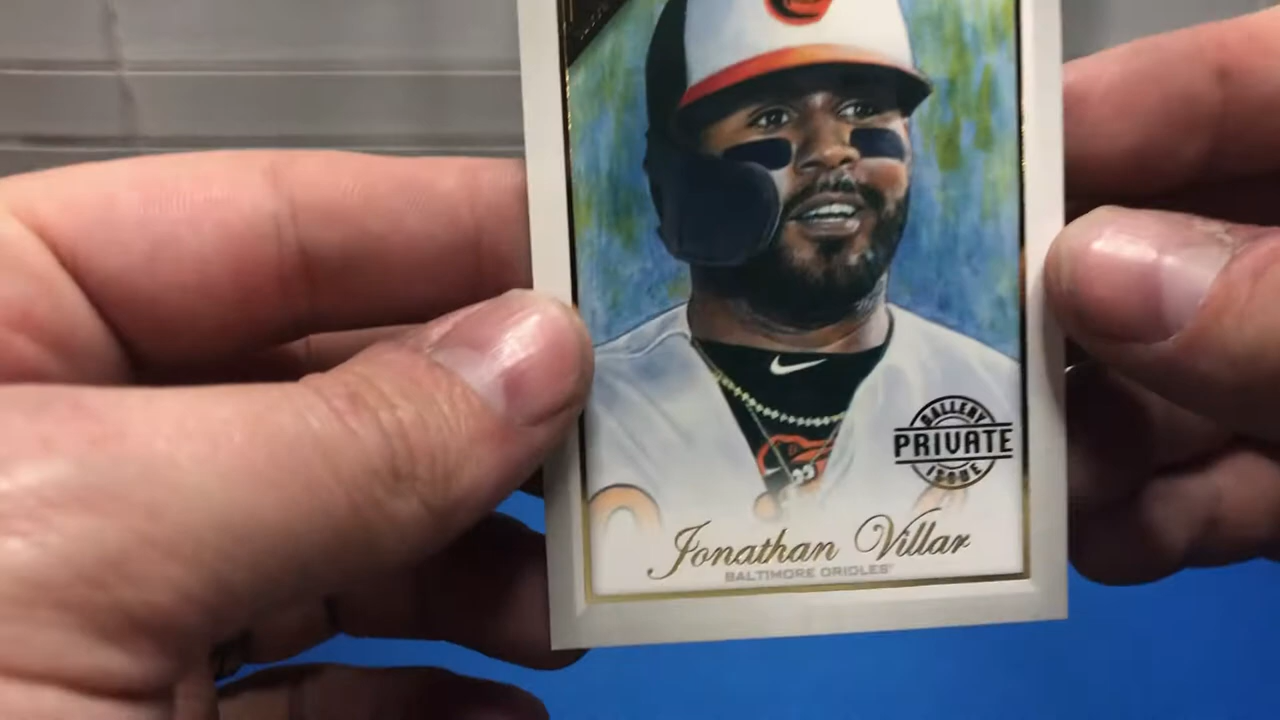 GALLERY
PRIVATE
ISSUE
Jonathan Villar
BALTIMORE ORIOLES